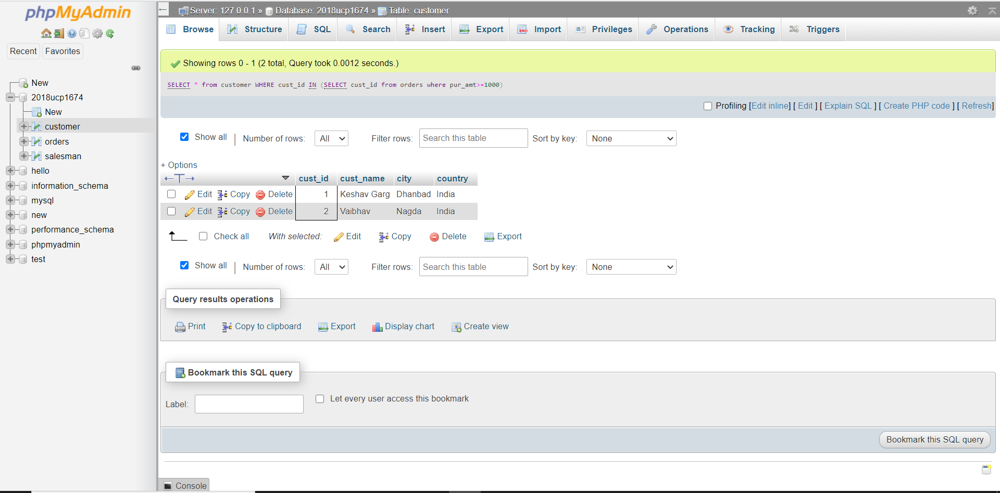 phpMyAdmin
Recent Favorites
New
2018ucp1674
New
customer
orders
salesman
hello
information_schema
mysql
new
performance_schema
phpmyadmin
test
Server: 127.0.0.1 » Database: 2018ucp1674 » Table: customer
Browse Structure SQL Search Insert Export Import Privileges Operations Tracking Triggers
Showing rows 0 - 1 (2 total, Query took 0.0012 seconds.)
SELECT * from customer WHERE cust_id IN (SELECT cust_id from orders where pur_amt>=1000)
Profiling [Edit inline] [ Edit ] [ Explain SQL ] [ Create PHP code ] [ Refresh]
Show all | Number of rows: All Filter rows: Search this table Sort by key: None
+ Options
←T→ cust_id cust_name city country
Edit Copy Delete 1 Keshav Garg Dhanbad India
Edit Copy Delete 2 Vaibhav Nagda India
Check all With selected: Edit Copy Delete Export
Show all | Number of rows: All Filter rows: Search this table Sort by key: None
Query results operations
Print Copy to clipboard Export Display chart Create view
Bookmark this SQL query
Label: Let every user access this bookmark
Bookmark this SQL query
Console